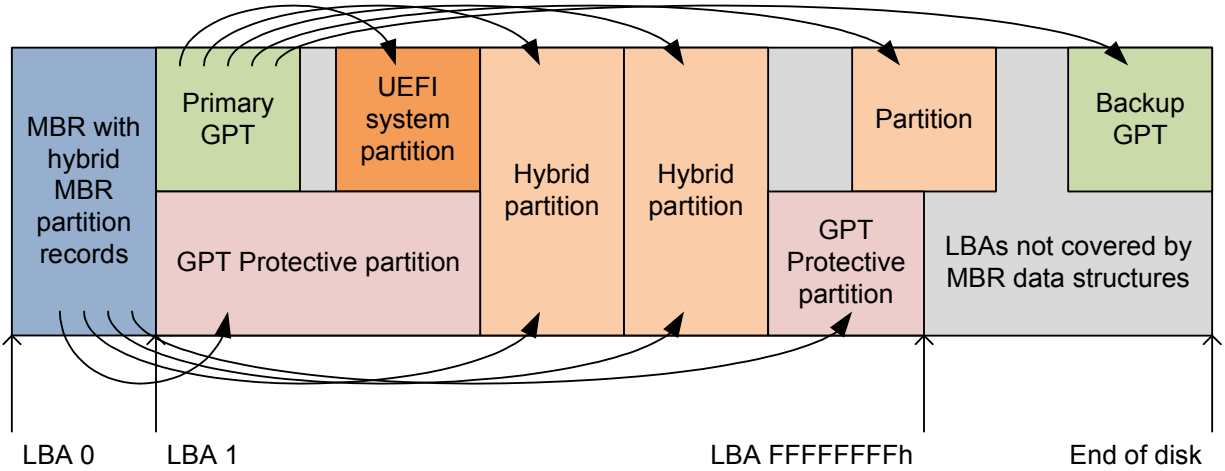 MBR with
hybrid
MBR
partition
records
Primary
GPT
UEFI
system
partition
Hybrid
partition
Hybrid
partition
Partition
Backup
GPT
GPT Protective partition
GPT
Protective
partition
LBAs not covered by
MBR data structures
LBA 0
LBA 1
LBA FFFFFFFFh
End of disk